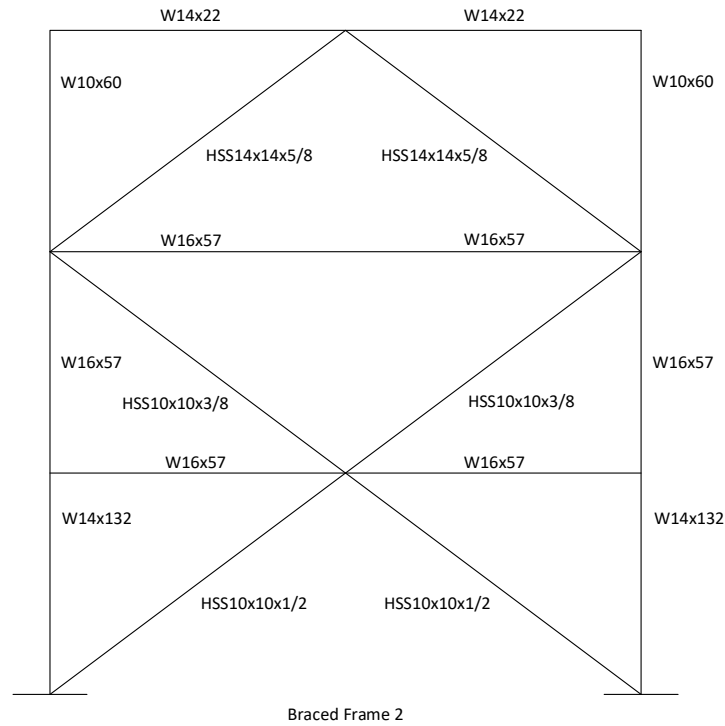 W14x22
W14x22
W10x60
W10x60
HSS14x14x5/8
HSS14x14x5/8
W16x57
W16x57
W16x57
W16x57
HSS10x10x3/8
HSS10x10x3/8
W16x57
W16x57
W14x132
W14x132
HSS10x10x1/2
HSS10x10x1/2
Braced Frame 2